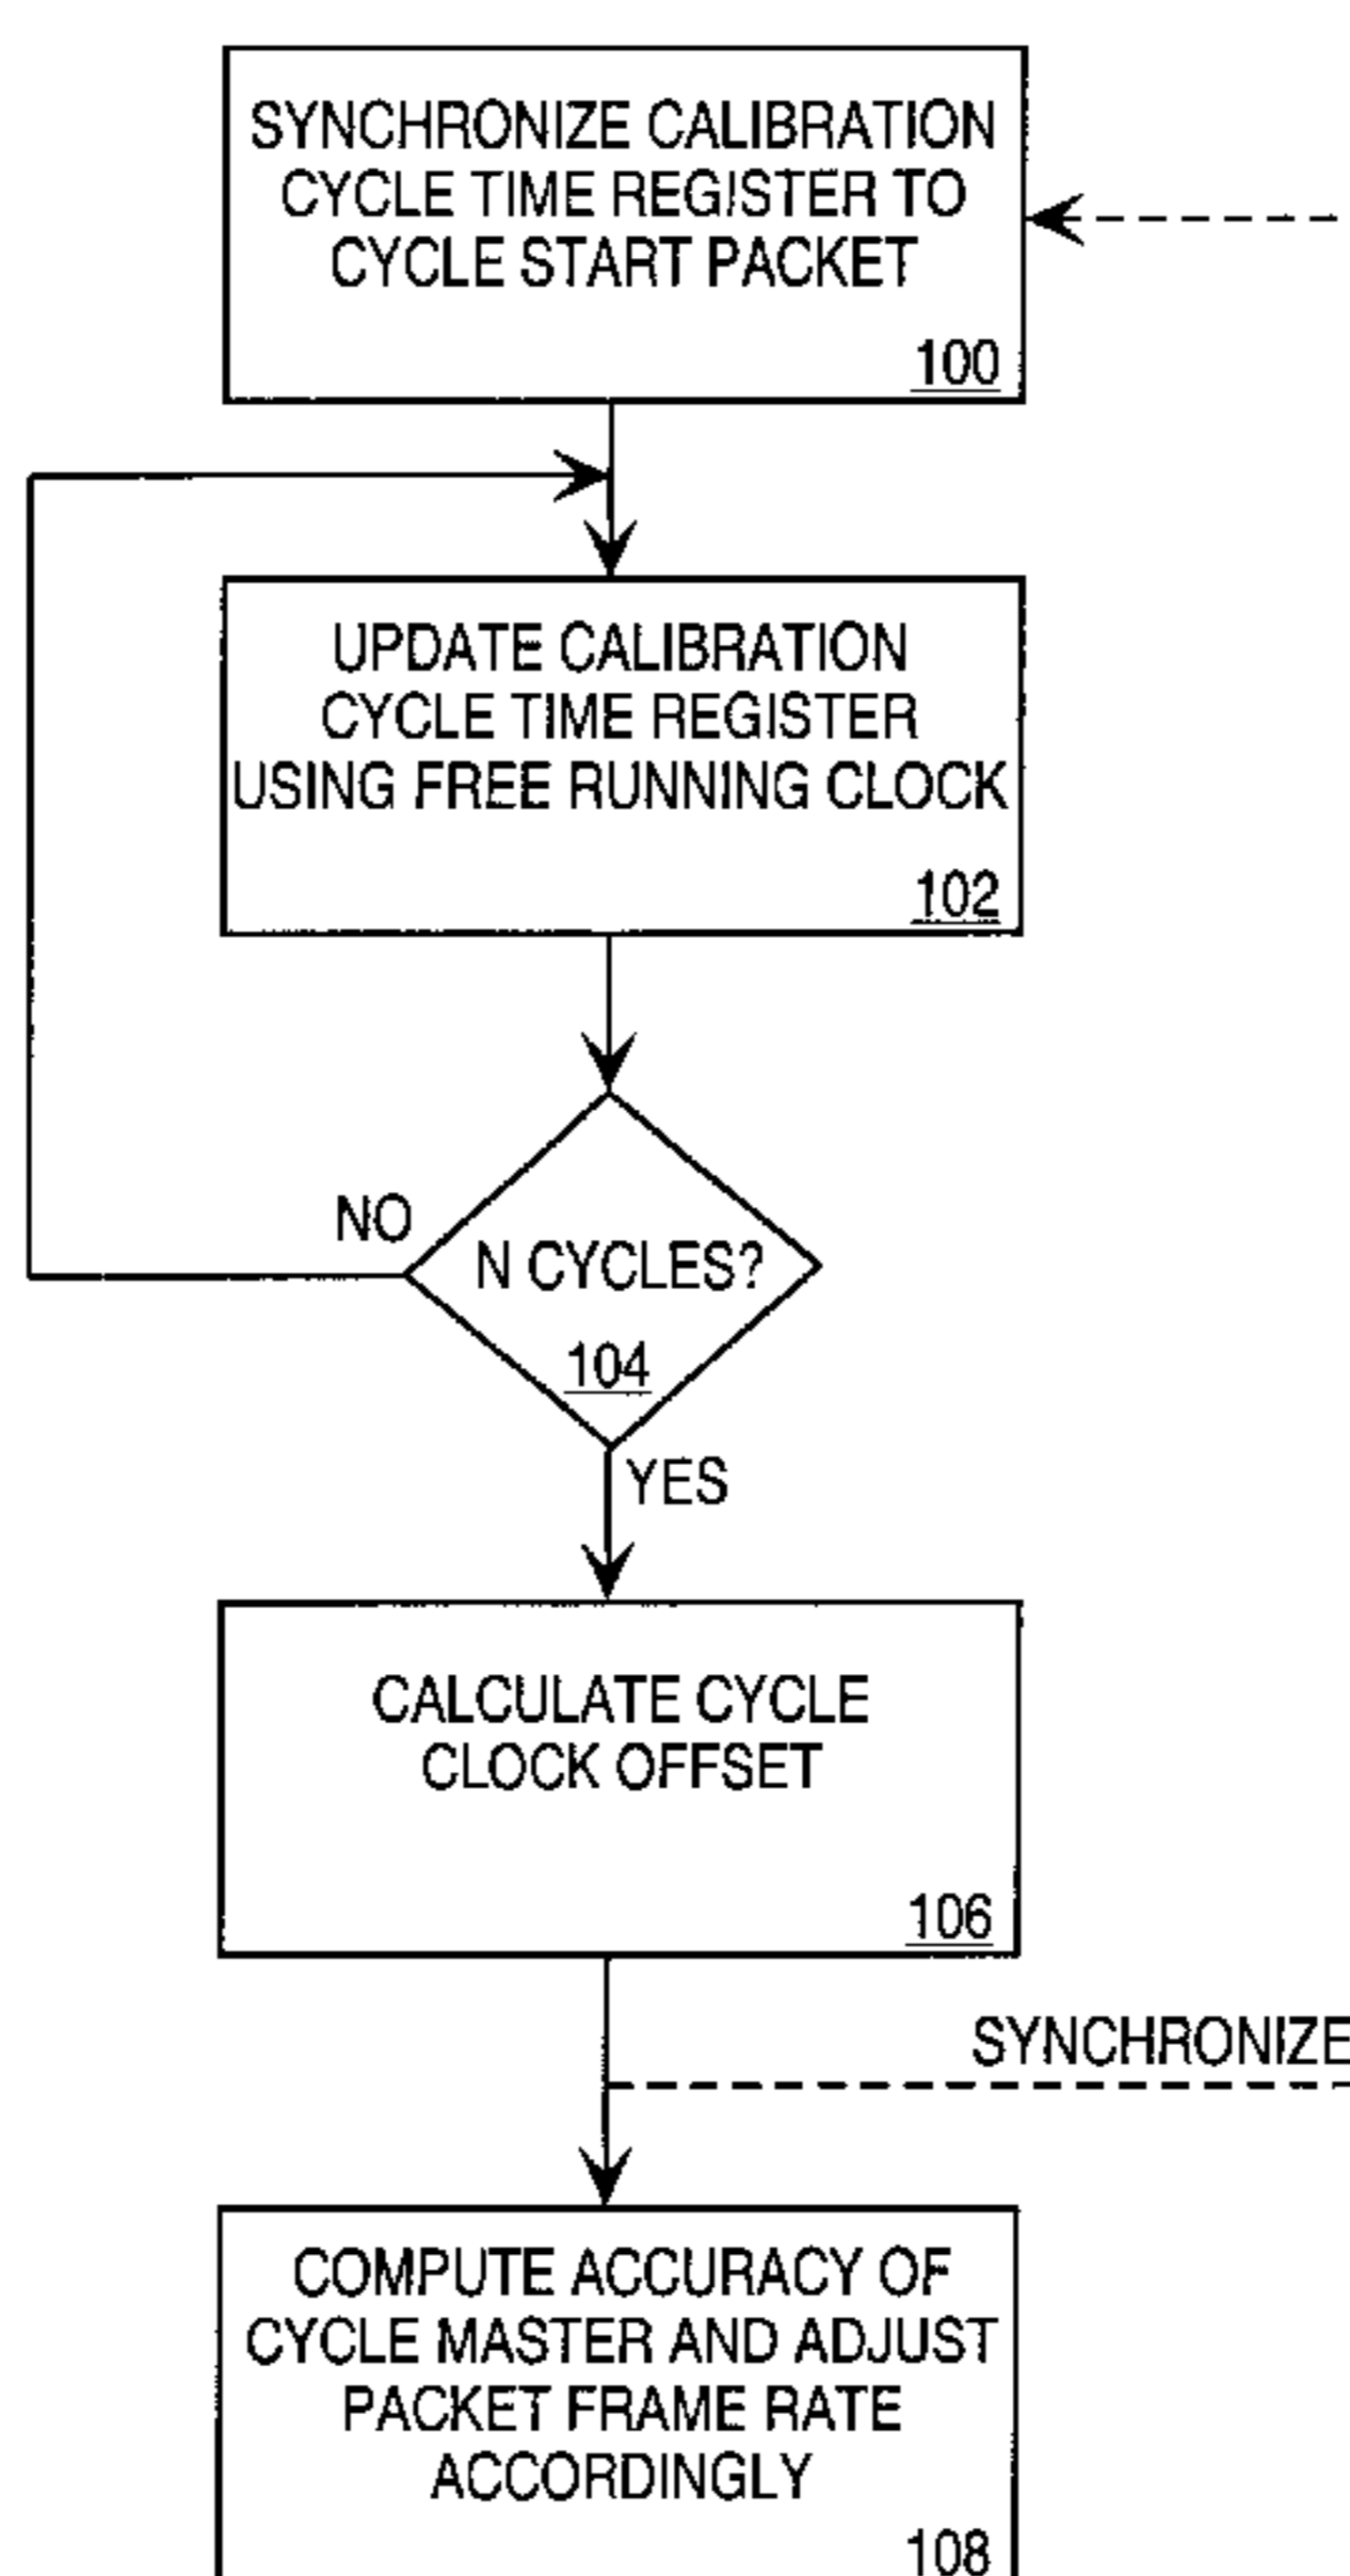 SYNCHRONIZE CALIBRATION
CYCLE TIME REGISTER TO
CYCLE START PACKET
100
UPDATE CALIBRATION
CYCLE TIME REGISTER
USING FREE RUNNING CLOCK
102
NO
N CYCLES?
104
YES
CALCULATE CYCLE
CLOCK OFFSET
106
SYNCHRONIZE
COMPUTE ACCURACY OF
CYCLE MASTER AND ADJUST
PACKET FRAME RATE
ACCORDINGLY
108